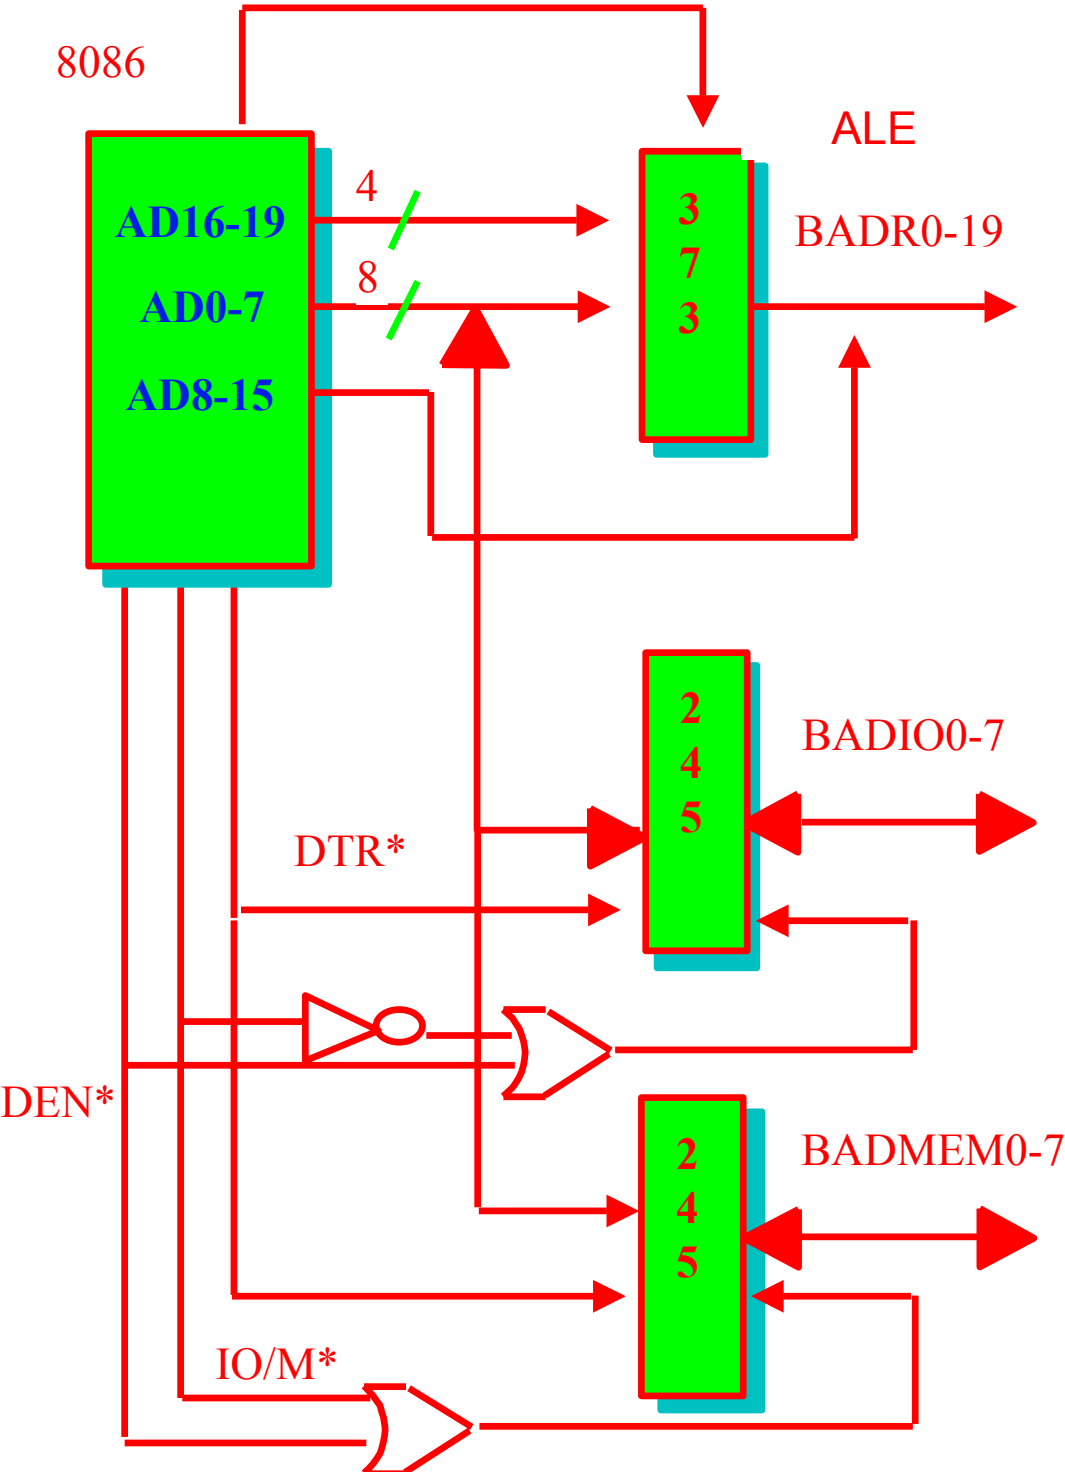 8086
ALE
4
AD16-19
3
7
3
BADR0-19
8
AD0-7
AD8-15
2
4
5
BADIO0-7
DTR*
DEN*
2
4
5
BADMEM0-7
IO/M*